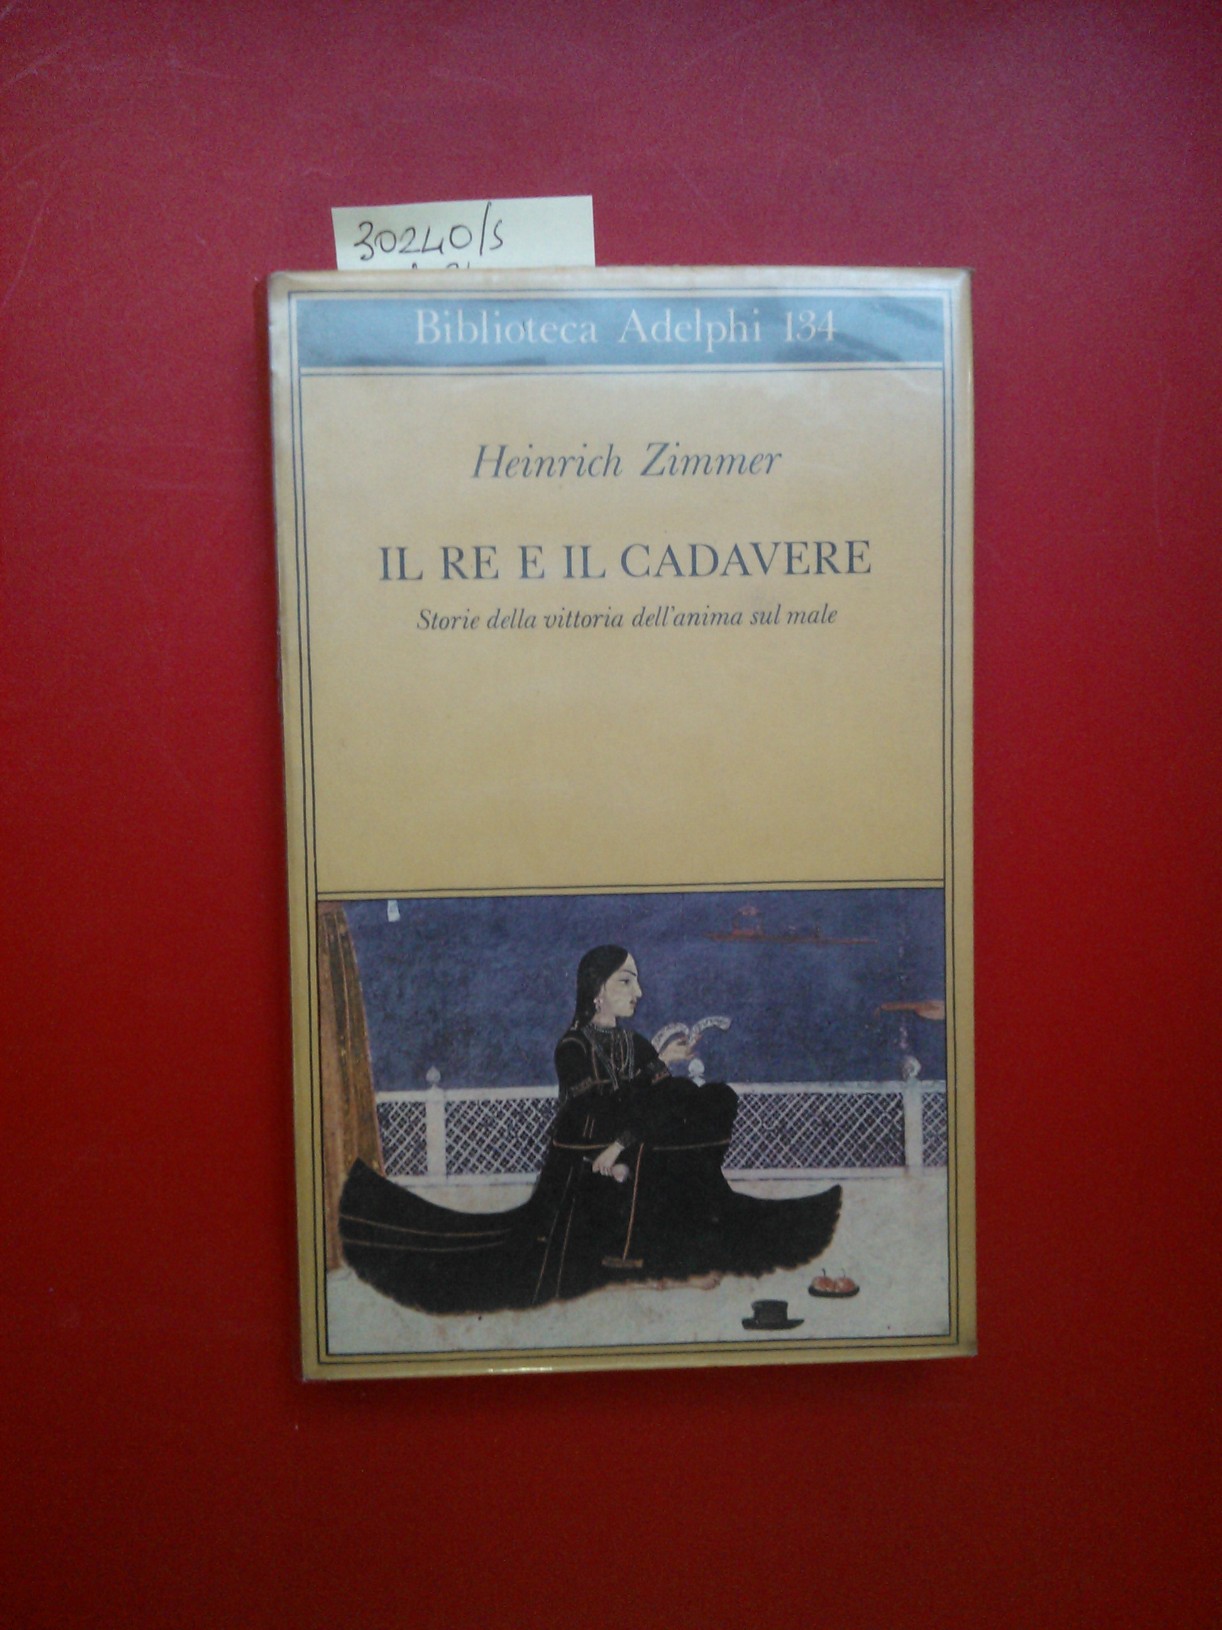 30240/s
Biblioteca Adelphi 134
Heinrich Zimmer
IL RE E IL CADAVERE
Storie della vittoria dell'anima sul male